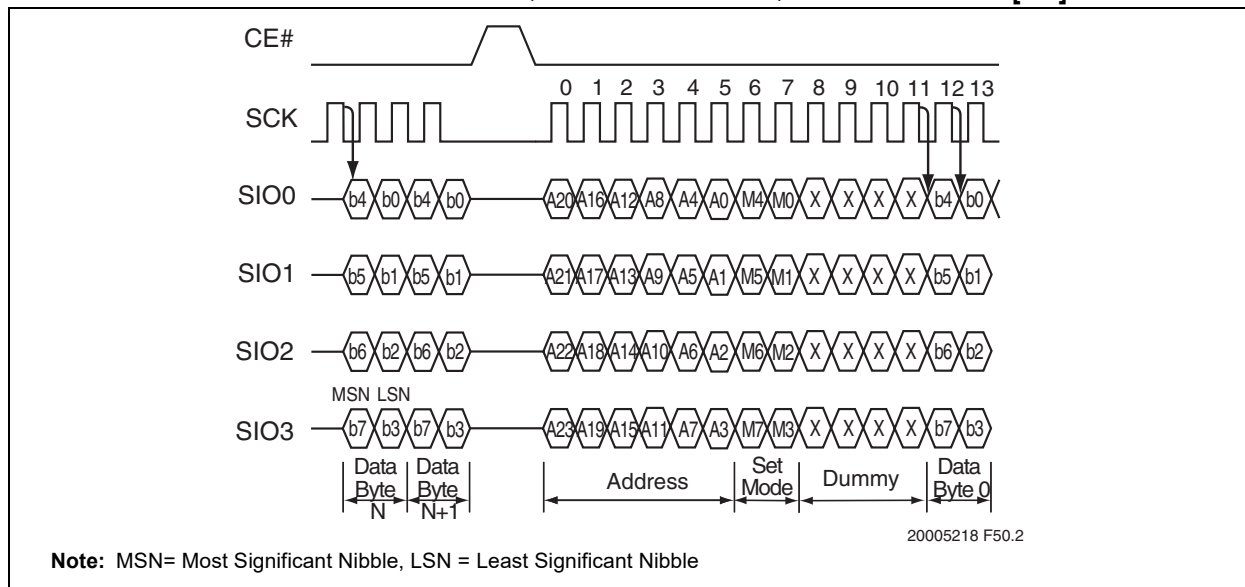 CE#
0 1 2 3 4 5 6 7 8 9 10 11 12 13
SCK
SIO0 b4 b0 b4 b0 A20 A16 A12 A8 A4 A0 M4 M0 X X X X b4 b0
SIO1 b5 b1 b5 b1 A21 A17 A13 A9 A5 A1 M5 M1 X X X X b5 b1
SIO2 b6 b2 b6 b2 A22 A18 A14 A10 A6 A2 M6 M2 X X X X b6 b2
MSN LSN
SIO3 b7 b3 b7 b3 A23 A19 A15 A11 A7 A3 M7 M3 X X X X b7 b3
Data Byte N
Data Byte N+1
Address
Set Mode
Dummy
Data Byte 0
20005218 F50.2
Note: MSN= Most Significant Nibble, LSN = Least Significant Nibble